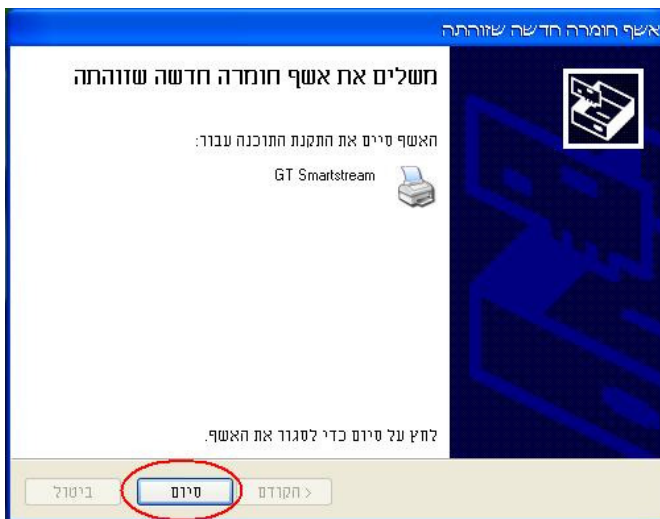 אשף חומרה חדשה שזוהתה
משלים את אשף חומרה חדשה שזוהתה
האשף סיים את התקנת התוכנה עבור:
GT Smartstream
לחץ על סיום כדי לסגור את האשף.
< הקודם
סיום
ביטול